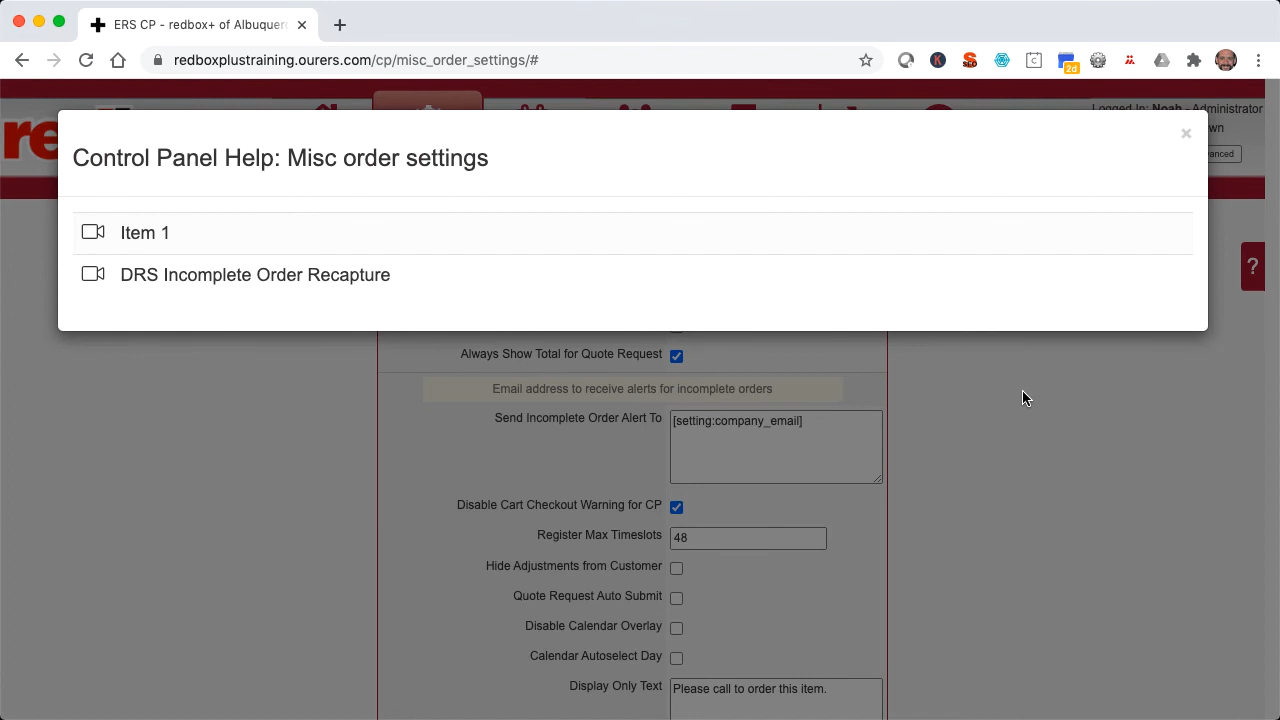 ERS CP - redbox+ of Albuquer
redboxplustraining.ourers.com/cp/misc_order_settings/#
2d
re
Logged In: Noah - Administrator
wn
vanced
×
Control Panel Help: Misc order settings
Item 1
DRS Incomplete Order Recapture
?
Always Show Total for Quote Request
Email address to receive alerts for incomplete orders
Send Incomplete Order Alert To
[setting:company_email]
Disable Cart Checkout Warning for CP
Register Max Timeslots
48
Hide Adjustments from Customer
Quote Request Auto Submit
Disable Calendar Overlay
Calendar Autoselect Day
Display Only Text
Please call to order this item.